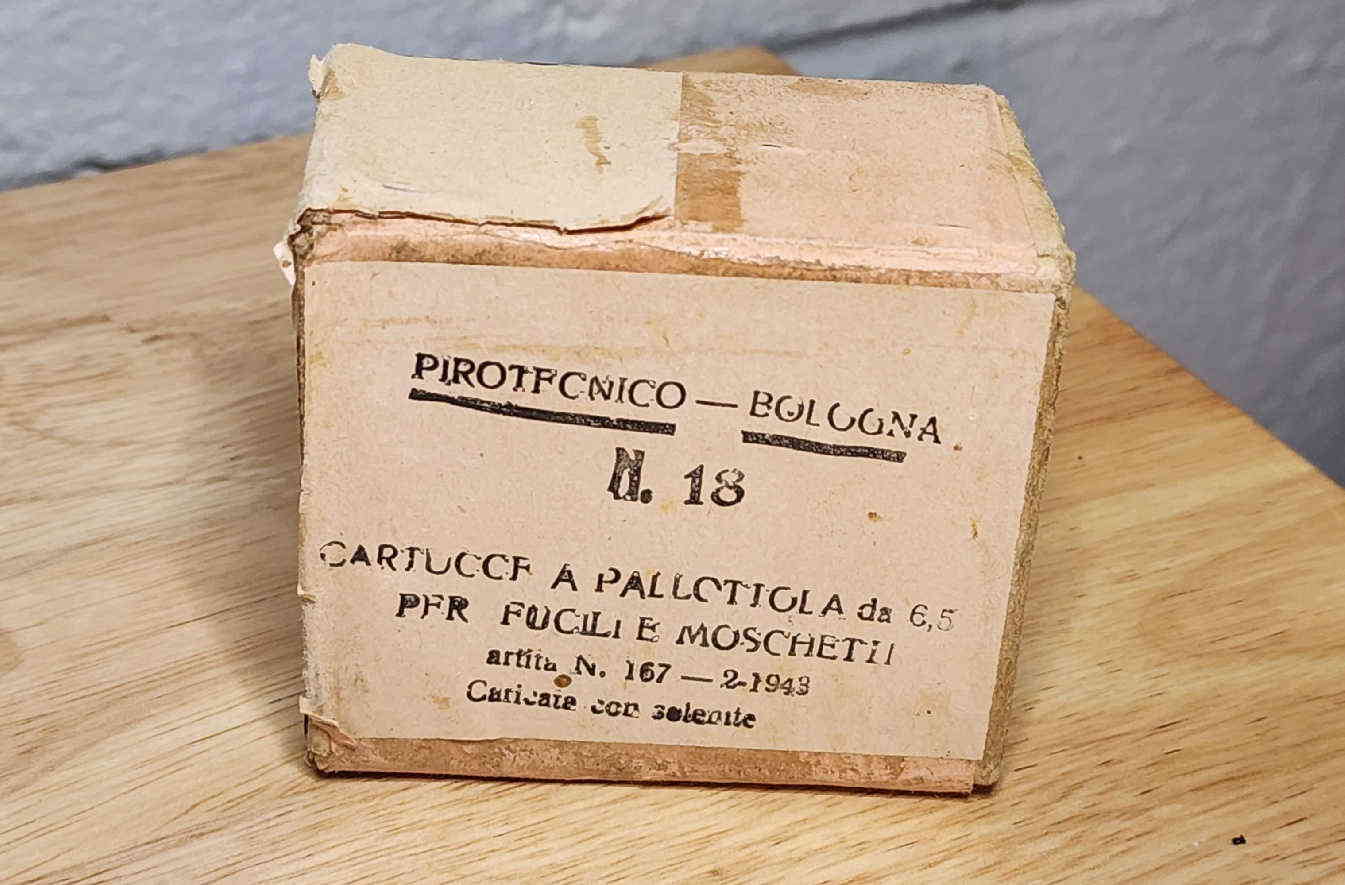 PIROTECNICO — BOLOGNA
N. 18
CARTUCCE A PALLOTTOLA da 6,5
PER FUCILI E MOSCHETTI
artita N. 167 — 2-1943
Caricate con solenite